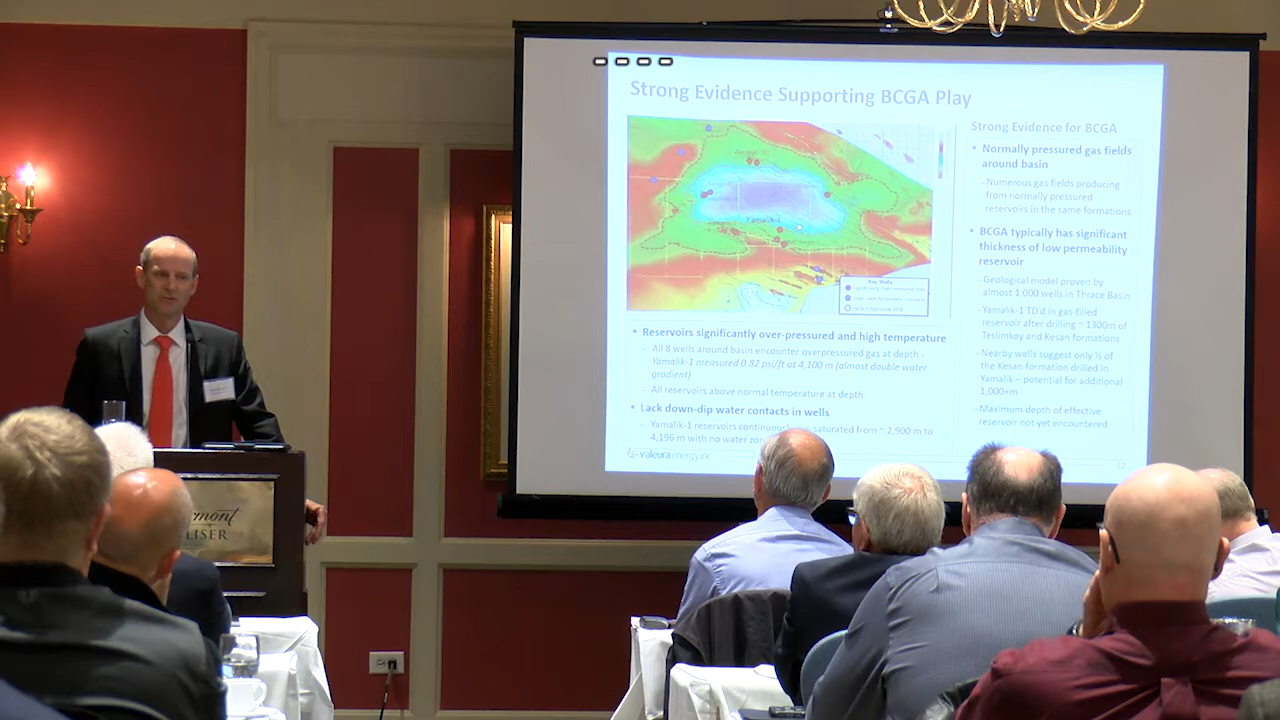 Strong Evidence Supporting BCGA Play
Yamalik-1
Key Wells
• Reservoirs significantly over-pressured and high temperature
- All 8 wells around basin encounter overpressured gas at depth -
Yamalik-1 measured 0.82 psi/ft at 4,100 m (almost double water
gradient)
- All reservoirs above normal temperature at depth
• Lack down-dip water contacts in wells
- Yamalik-1 reservoirs continuously saturated from ~ 2,900 m to
4,196 m with no water
valeura energy inc
Strong Evidence for BCGA
• Normally pressured gas fields
around basin
-Numerous gas fields producing
from normally pressured
reservoirs in the same formations
• BCGA typically has significant
thickness of low permeability
reservoir
-Geological model proven by
almost 1,000 wells in Thrace Basin
-Yamalik-1 TD'd in gas-filled
reservoir after drilling ~ 1300m of
Teslimkoy and Kesan formations
-Nearby wells suggest only ½ of
the Kesan formation drilled in
Yamalik – potential for additional
1,000+m
-Maximum depth of effective
reservoir not yet encountered
12
rmont
LISER